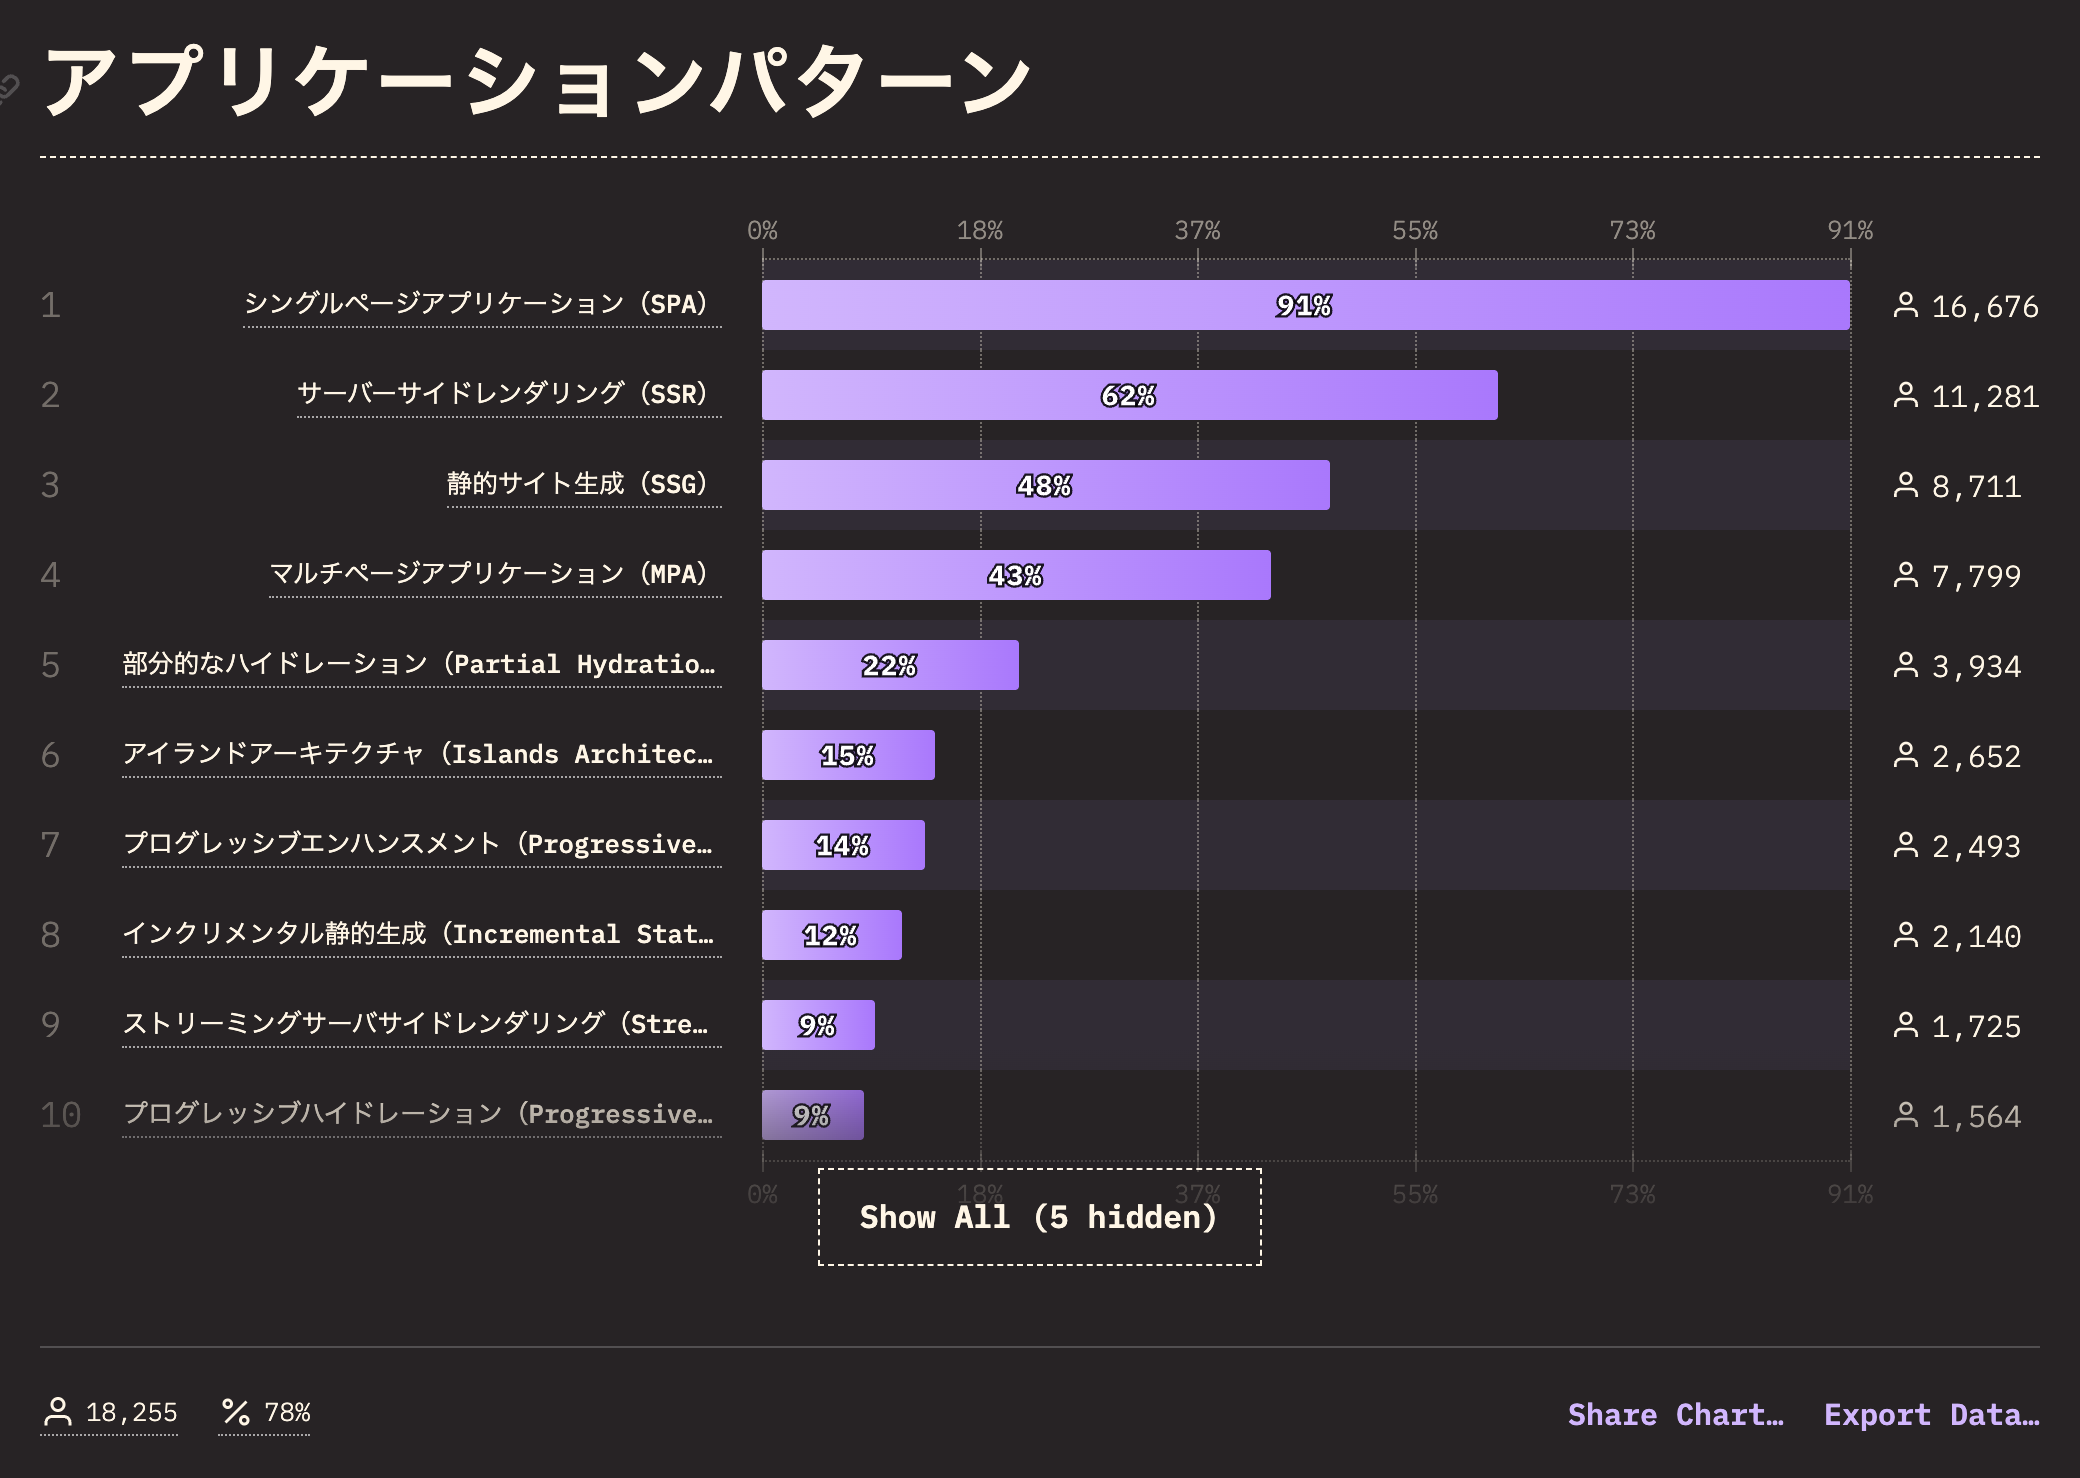 アプリケーションパターン
0% 18% 37% 55% 73% 91%
1 シングルページアプリケーション（SPA） 91% 16,676
2 サーバーサイドレンダリング（SSR） 62% 11,281
3 静的サイト生成（SSG） 48% 8,711
4 マルチページアプリケーション（MPA） 43% 7,799
5 部分的なハイドレーション（Partial Hydratio… 22% 3,934
6 アイランドアーキテクチャ（Islands Architec… 15% 2,652
7 プログレッシブエンハンスメント（Progressive… 14% 2,493
8 インクリメンタル静的生成（Incremental Stat… 12% 2,140
9 ストリーミングサーバサイドレンダリング（Stre… 9% 1,725
10 プログレッシブハイドレーション（Progressive… 9% 1,564
0% 18% 37% 55% 73% 91%
Show All (5 hidden)
18,255 78% Share Chart… Export Data…